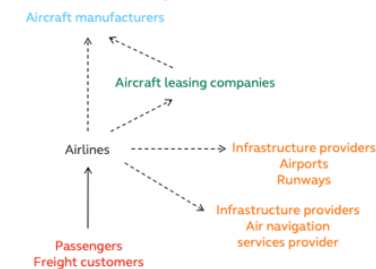 Aircraft manufacturers
Aircraft leasing companies
Airlines
Infrastructure providers
Airports
Runways
Infrastructure providers
Air navigation
services provider
Passengers
Freight customers